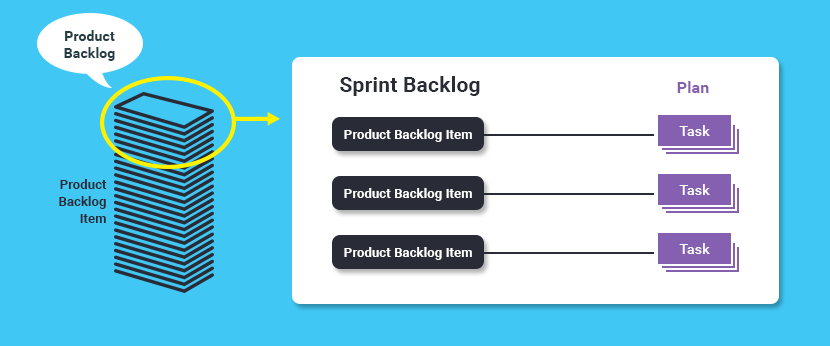 Product
Backlog
Product
Backlog
Item
Sprint Backlog
Plan
Product Backlog Item
Task
Product Backlog Item
Task
Product Backlog Item
Task